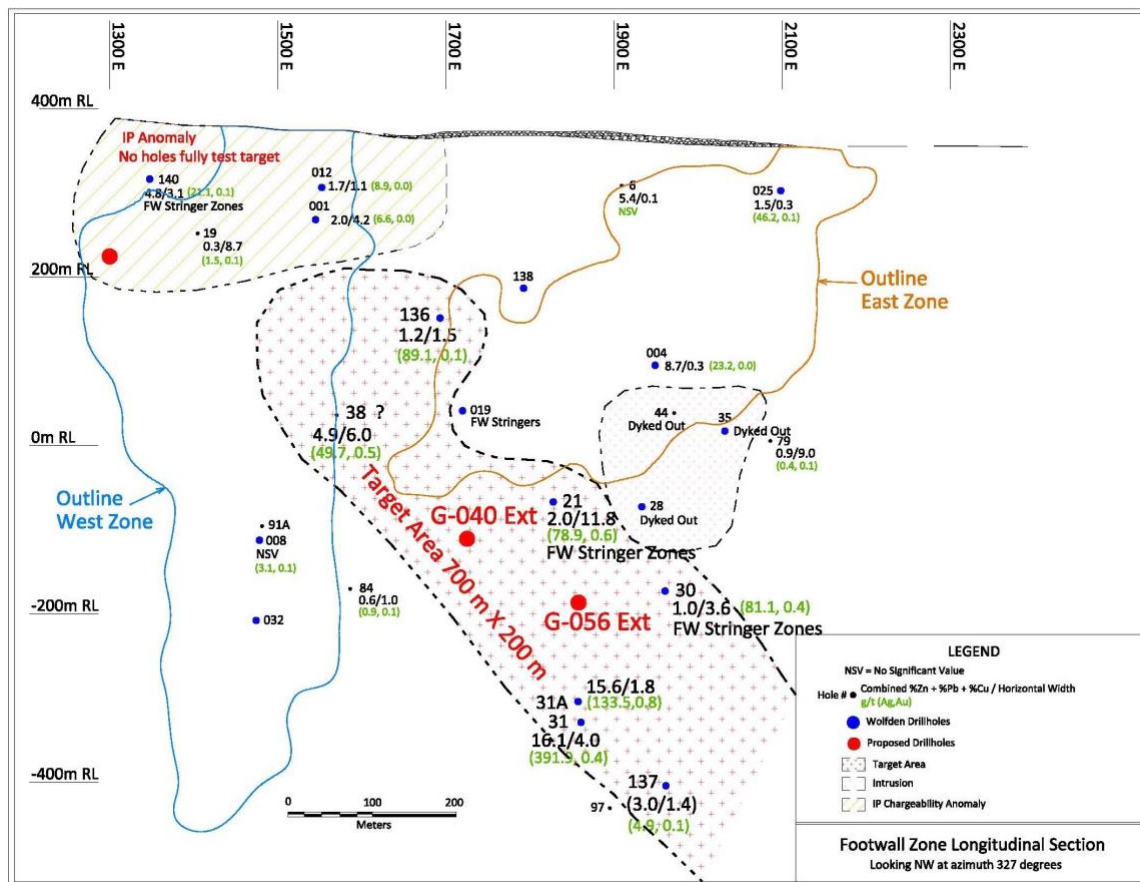 1300 E
1500 E
1700 E
1900 E
2100 E
2300 E
400m RL
200m RL
0m RL
-200m RL
-400m RL
IP Anomaly
No holes fully test target
140
4.8/3.1 (21.1, 0.1)
FW Stringer Zones
012
1.7/1.1 (8.9, 0.0)
001
2.0/4.2 (6.6, 0.0)
19
0.3/8.7
(1.5, 0.1)
6
5.4/0.1
NSV
025
1.5/0.3
(46.2, 0.1)
138
Outline
East Zone
136
1.2/1.5
(89.1, 0.1)
004
8.7/0.3 (23.2, 0.0)
019
FW Stringers
38 ?
4.9/6.0
(49.7, 0.5)
44
Dyked Out
35
Dyked Out
79
0.9/9.0
(0.4, 0.1)
Target Area 700 m X 200 m
Outline
West Zone
G-040 Ext
21
2.0/11.8
(78.9, 0.6)
FW Stringer Zones
28
Dyked Out
91A
008
NSV
(3.1, 0.1)
84
0.6/1.0
(0.9, 0.1)
032
G-056 Ext
30
1.0/3.6 (81.1, 0.4)
FW Stringer Zones
15.6/1.8
31A (133.5, 0.8)
31
16.1/4.0
(391.9, 0.4)
137
(3.0/1.4)
(4.9, 0.1)
97
0 100 200
Meters
LEGEND
NSV = No Significant Value
Hole # Combined %Zn + %Pb + %Cu / Horizontal Width
g/t (Ag,Au)
Wolfden Drillholes
Proposed Drillholes
Target Area
Intrusion
IP Chargeability Anomaly
Footwall Zone Longitudinal Section
Looking NW at azimuth 327 degrees